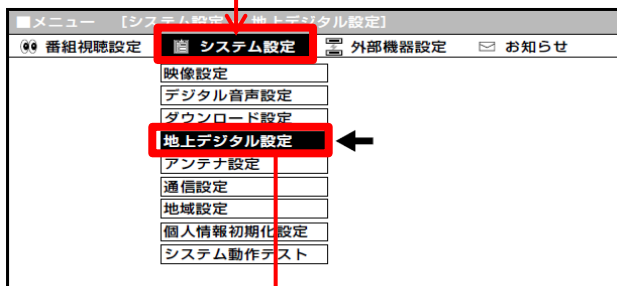 ■メニュー [システム設定 地上デジタル設定]
番組視聴設定 システム設定 外部機器設定 お知らせ
映像設定
デジタル音声設定
ダウンロード設定
地上デジタル設定
アンテナ設定
通信設定
地域設定
個人情報初期化設定
システム動作テスト